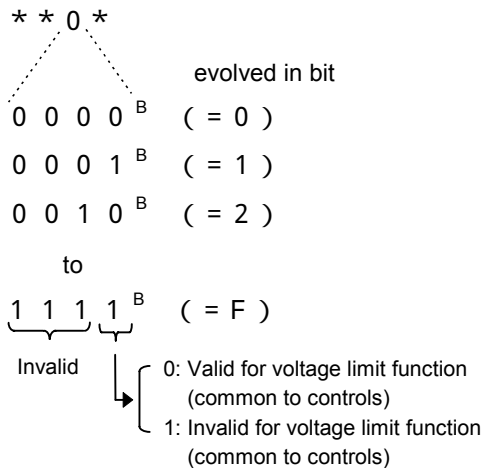 * * 0 *
evolved in bit
0 0 0 0 B ( = 0 )
0 0 0 1 B ( = 1 )
0 0 1 0 B ( = 2 )
to
1 1 1 1 B ( = F )
Invalid
0: Valid for voltage limit function
(common to controls)
1: Invalid for voltage limit function
(common to controls)